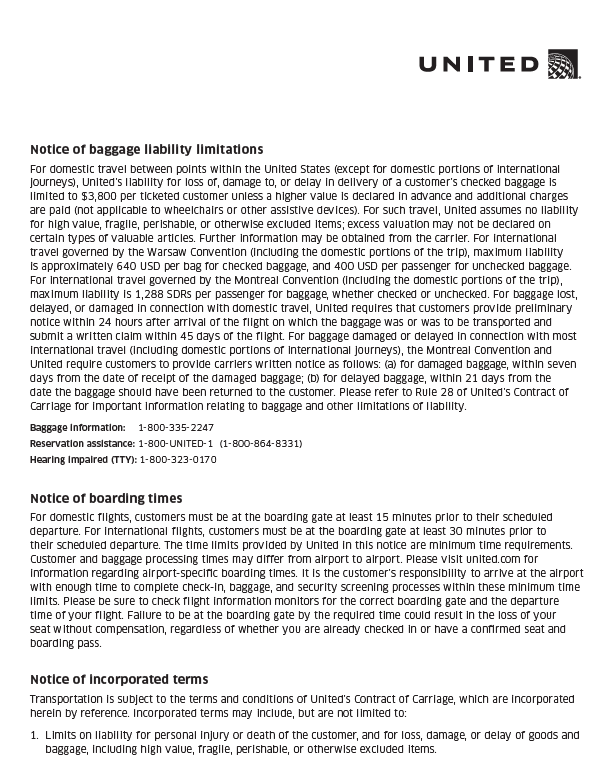 UNITED
Notice of baggage liability limitations
For domestic travel between points within the United States (except for domestic portions of international
journeys), United's liability for loss of, damage to, or delay in delivery of a customer's checked baggage is
limited to $3,800 per ticketed customer unless a higher value is declared in advance and additional charges
are paid (not applicable to wheelchairs or other assistive devices). For such travel, United assumes no liability
for high value, fragile, perishable, or otherwise excluded items; excess valuation may not be declared on
certain types of valuable articles. Further information may be obtained from the carrier. For international
travel governed by the Warsaw Convention (including the domestic portions of the trip), maximum liability
is approximately 640 USD per bag for checked baggage, and 400 USD per passenger for unchecked baggage.
For international travel governed by the Montreal Convention (including the domestic portions of the trip),
maximum liability is 1,288 SDRs per passenger for baggage, whether checked or unchecked. For baggage lost,
delayed, or damaged in connection with domestic travel, United requires that customers provide preliminary
notice within 24 hours after arrival of the flight on which the baggage was or was to be transported and
submit a written claim within 45 days of the flight. For baggage damaged or delayed in connection with most
international travel (including domestic portions of international journeys), the Montreal Convention and
United require customers to provide carriers written notice as follows: (a) for damaged baggage, within seven
days from the date of receipt of the damaged baggage; (b) for delayed baggage, within 21 days from the
date the baggage should have been returned to the customer. Please refer to Rule 28 of United's Contract of
Carriage for important information relating to baggage and other limitations of liability.
Baggage information: 1-800-335-2247
Reservation assistance: 1-800-UNITED-1 (1-800-864-8331)
Hearing impaired (TTY): 1-800-323-0170
Notice of boarding times
For domestic flights, customers must be at the boarding gate at least 15 minutes prior to their scheduled
departure. For international flights, customers must be at the boarding gate at least 30 minutes prior to
their scheduled departure. The time limits provided by United in this notice are minimum time requirements.
Customer and baggage processing times may differ from airport to airport. Please visit united.com for
information regarding airport-specific boarding times. It is the customer's responsibility to arrive at the airport
with enough time to complete check-in, baggage, and security screening processes within these minimum time
limits. Please be sure to check flight information monitors for the correct boarding gate and the departure
time of your flight. Failure to be at the boarding gate by the required time could result in the loss of your
seat without compensation, regardless of whether you are already checked in or have a confirmed seat and
boarding pass.
Notice of incorporated terms
Transportation is subject to the terms and conditions of United's Contract of Carriage, which are incorporated
herein by reference. Incorporated terms may include, but are not limited to:
1. Limits on liability for personal injury or death of the customer, and for loss, damage, or delay of goods and
baggage, including high value, fragile, perishable, or otherwise excluded items.